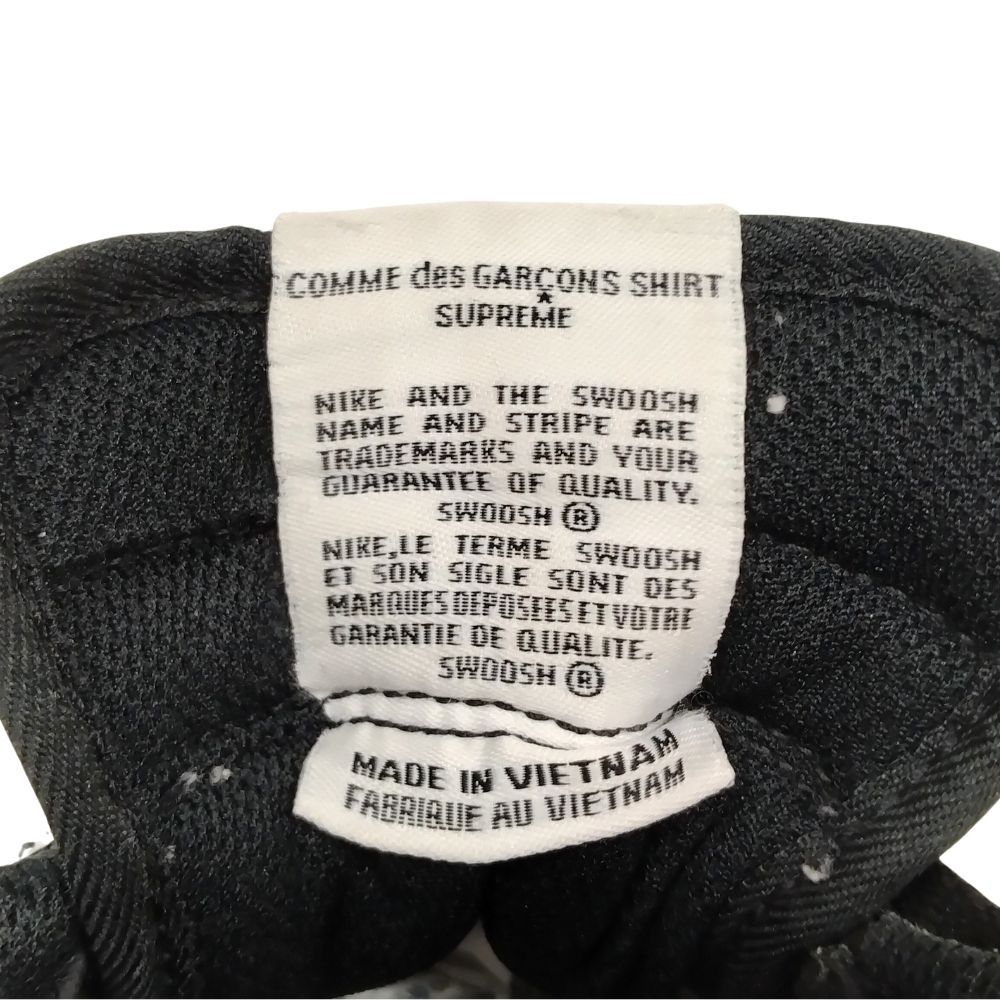 COMME des GARÇONS SHIRT
SUPREME
NIKE AND THE SWOOSH
NAME AND STRIPE ARE
TRADEMARKS AND YOUR
GUARANTEE OF QUALITY.
SWOOSH ®
NIKE,LE TERME SWOOSH
ET SON SIGLE SONT DES
MARQUES DEPOSEES ET VOTRE
GARANTIE DE QUALITE.
SWOOSH ®
MADE IN VIETNAM
FABRIQUE AU VIETNAM